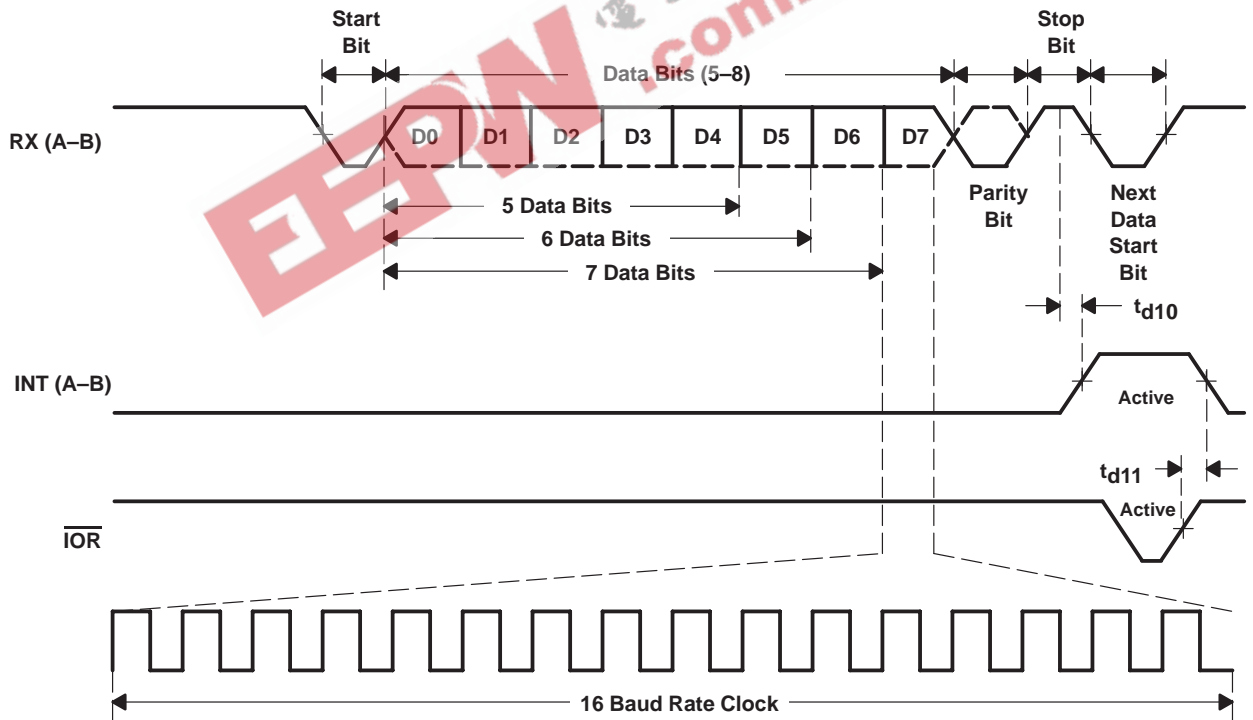 Start
Bit
Data Bits (5–8)
Stop
Bit
RX (A–B)
D0
D1
D2
D3
D4
D5
D6
D7
5 Data Bits
6 Data Bits
7 Data Bits
Parity
Bit
Next
Data
Start
Bit
td10
INT (A–B)
Active
td11
Active
IOR
16 Baud Rate Clock
EEPW
.com